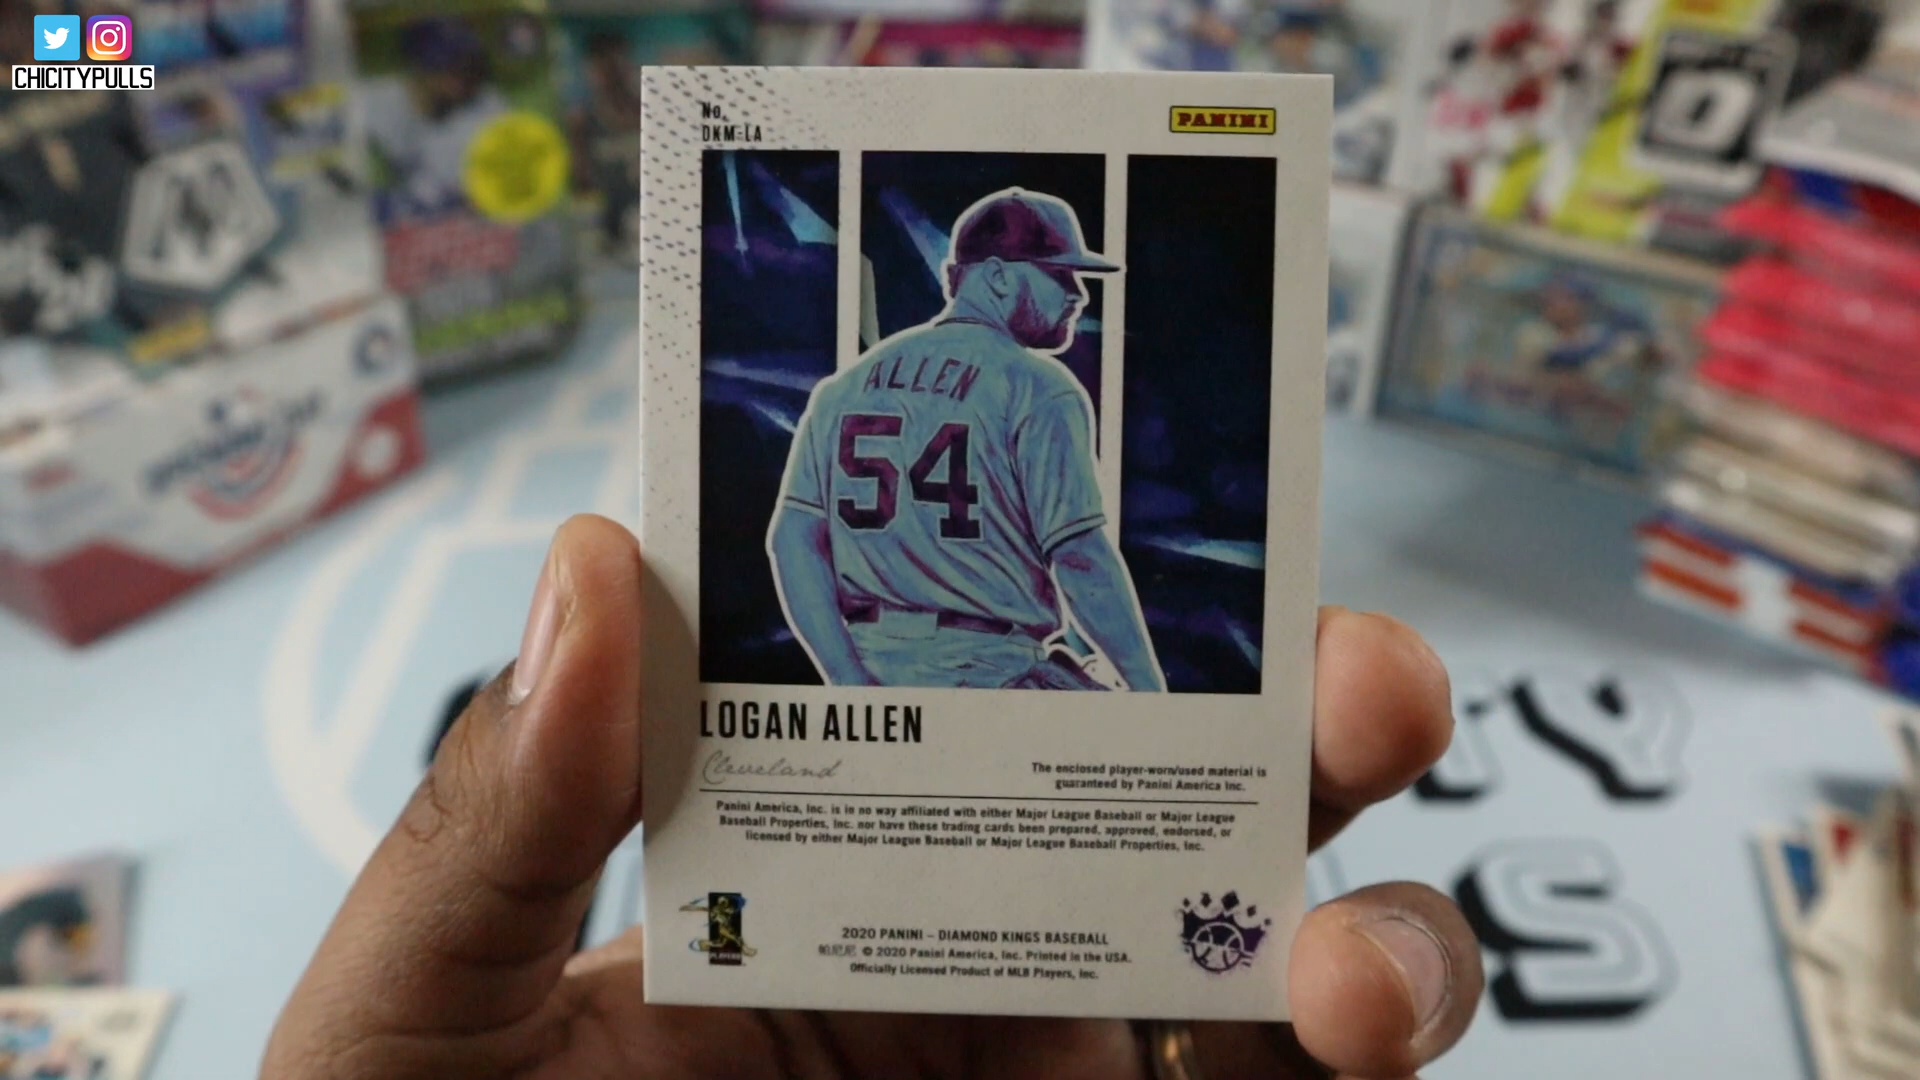 CHICITYPULLS
No.
DKM-LA
PANINI
ALLEN
54
LOGAN ALLEN
Cleveland
The enclosed player-worn/used material is
guaranteed by Panini America Inc.
Panini America, Inc. is in no way affiliated with either Major League Baseball or Major League
Baseball Properties, Inc. nor have these trading cards been prepared, approved, endorsed, or
licensed by either Major League Baseball or Major League Baseball Properties, Inc.
PLAYERS
2020 PANINI – DIAMOND KINGS BASEBALL
帕尼尼 © 2020 Panini America, Inc. Printed in the USA.
Officially Licensed Product of MLB Players, Inc.